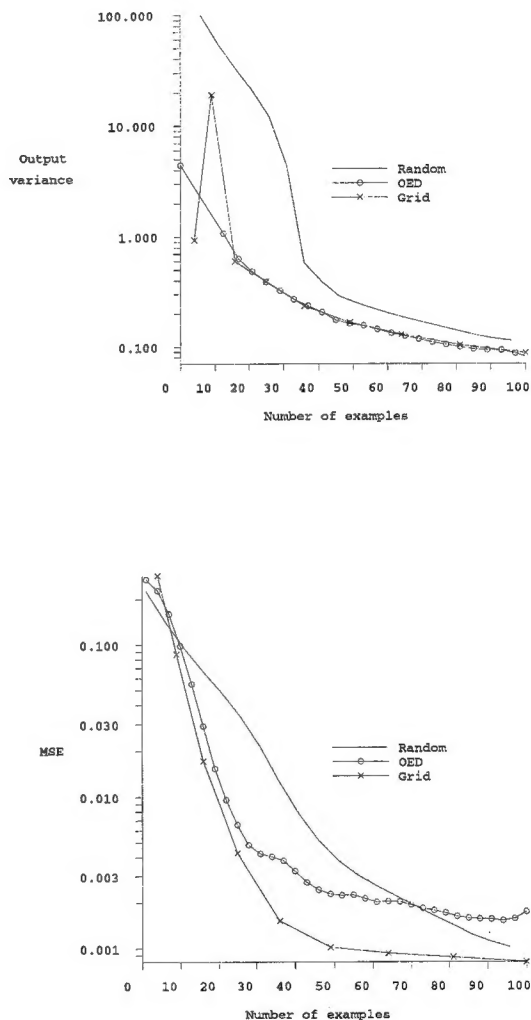 100.000
10.000
Output
variance
Random
OED
Grid
1.000
0.100
0 10 20 30 40 50 60 70 80 90 100
Number of examples
0.100
0.030
MSE
Random
OED
Grid
0.010
0.003
0.001
0 10 20 30 40 50 60 70 80 90 100
Number of examples